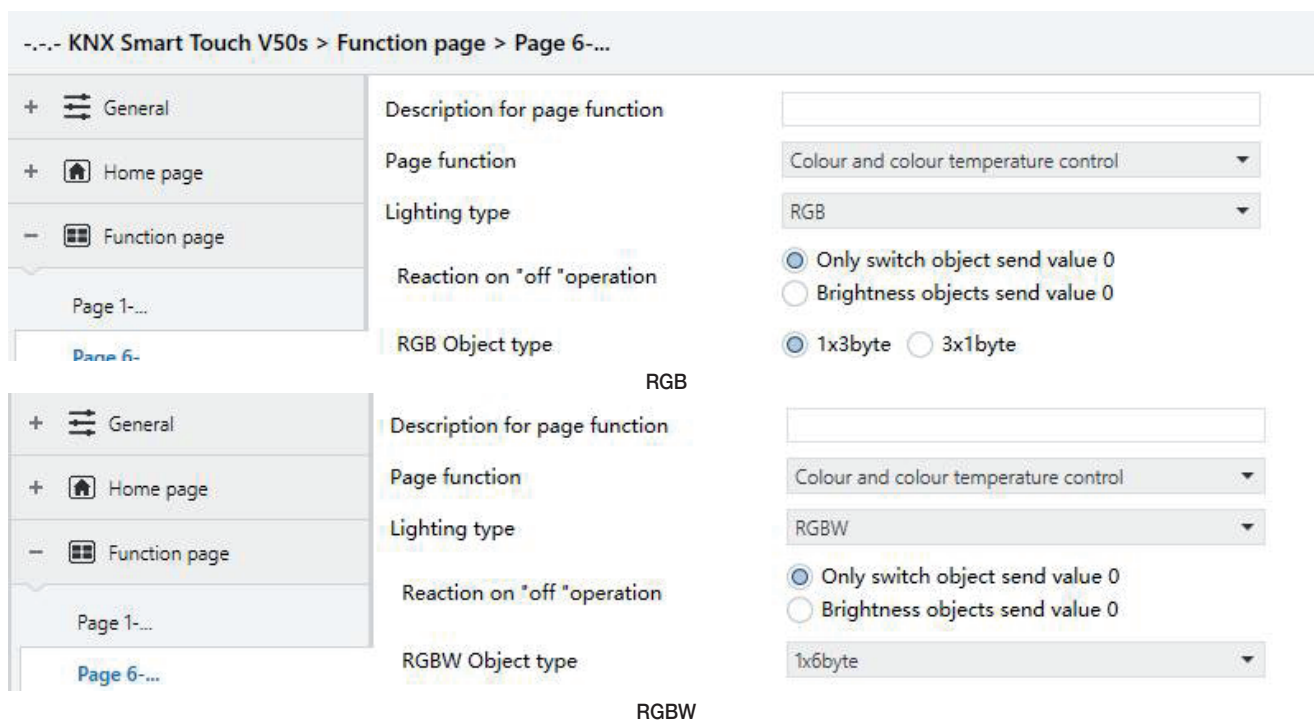 -.-.- KNX Smart Touch V50s > Function page > Page 6-...
+ General
Description for page function
+ Home page
Page function
Colour and colour temperature control
Lighting type
RGB
- Function page
Reaction on "off "operation
Only switch object send value 0
Brightness objects send value 0
Page 1-...
Page 6-
RGB Object type
1x3byte
3x1byte
RGB
+ General
Description for page function
+ Home page
Page function
Colour and colour temperature control
Lighting type
RGBW
- Function page
Reaction on "off "operation
Only switch object send value 0
Brightness objects send value 0
Page 1-...
Page 6-...
RGBW Object type
1x6byte
RGBW